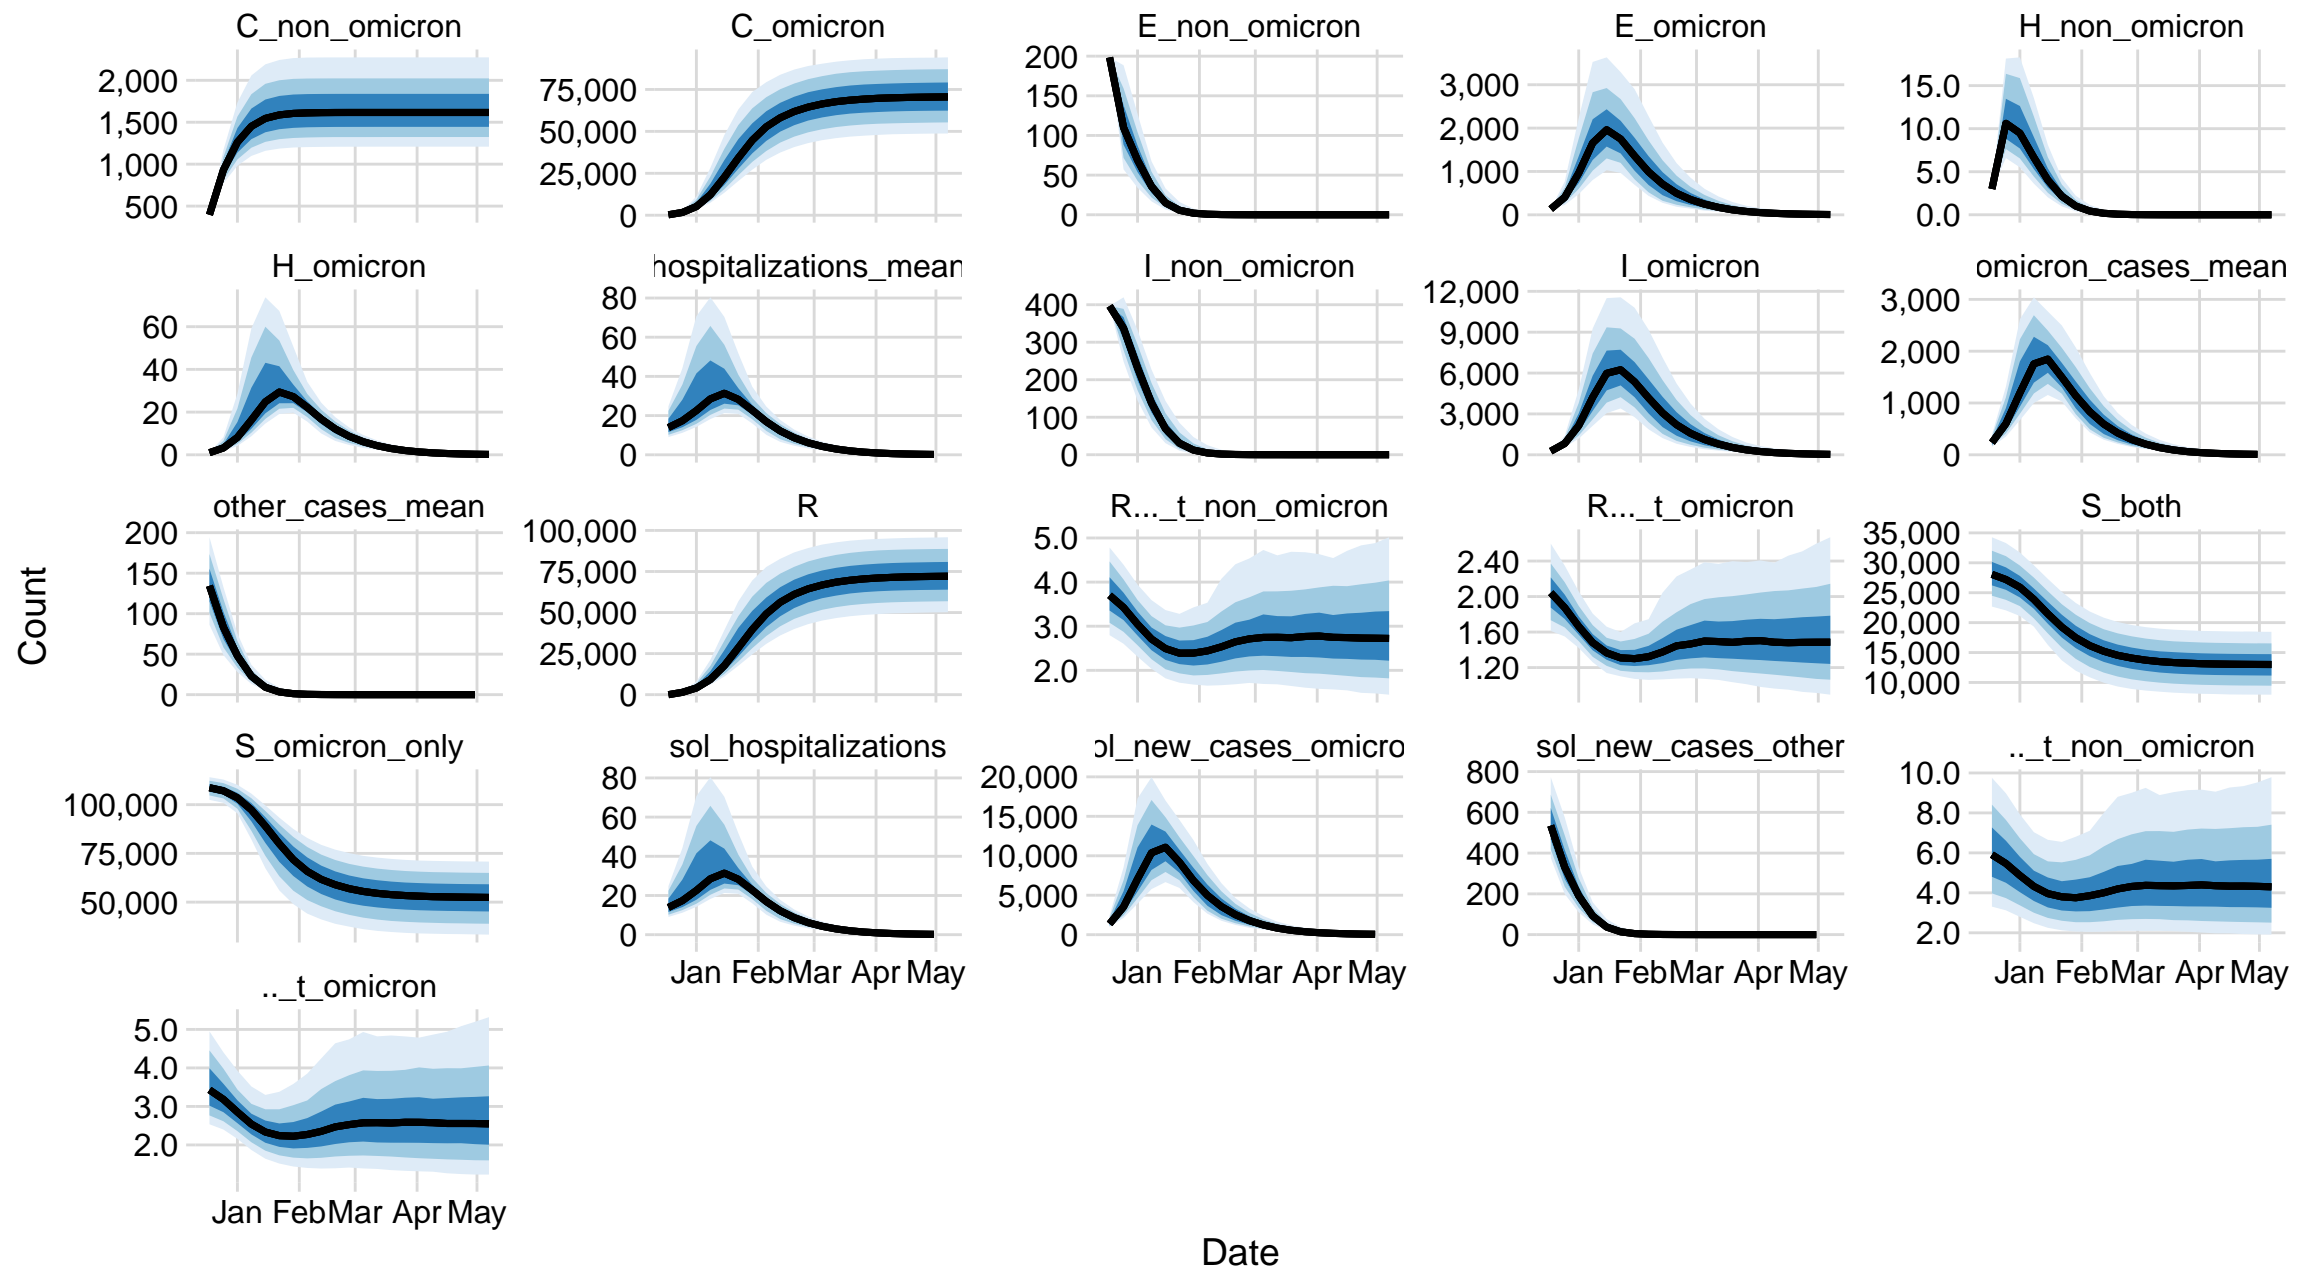 C_non_omicron C_omicron E_non_omicron E_omicron H_non_omicron
2,000 1,500 1,000 500
75,000 50,000 25,000 0
200 150 100 50 0
3,000 2,000 1,000 0
15.0 10.0 5.0 0.0
H_omicron hospitalizations_mean I_non_omicron I_omicron omicron_cases_mean
60 40 20 0
80 60 40 20 0
400 300 200 100 0
12,000 9,000 6,000 3,000 0
3,000 2,000 1,000 0
other_cases_mean R R..._t_non_omicron R..._t_omicron S_both
200 150 100 50 0
100,000 75,000 50,000 25,000 0
5.0 4.0 3.0 2.0
2.40 2.00 1.60 1.20
35,000 30,000 25,000 20,000 15,000 10,000
S_omicron_only sol_hospitalizations ol_new_cases_omicro sol_new_cases_other .._t_non_omicron
100,000 75,000 50,000
80 60 40 20 0
20,000 15,000 10,000 5,000 0
800 600 400 200 0
10.0 8.0 6.0 4.0 2.0
Jan Feb Mar Apr May
Jan Feb Mar Apr May
Jan Feb Mar Apr May
Jan Feb Mar Apr May
.._t_omicron
5.0 4.0 3.0 2.0
Jan Feb Mar Apr May
Count
Date